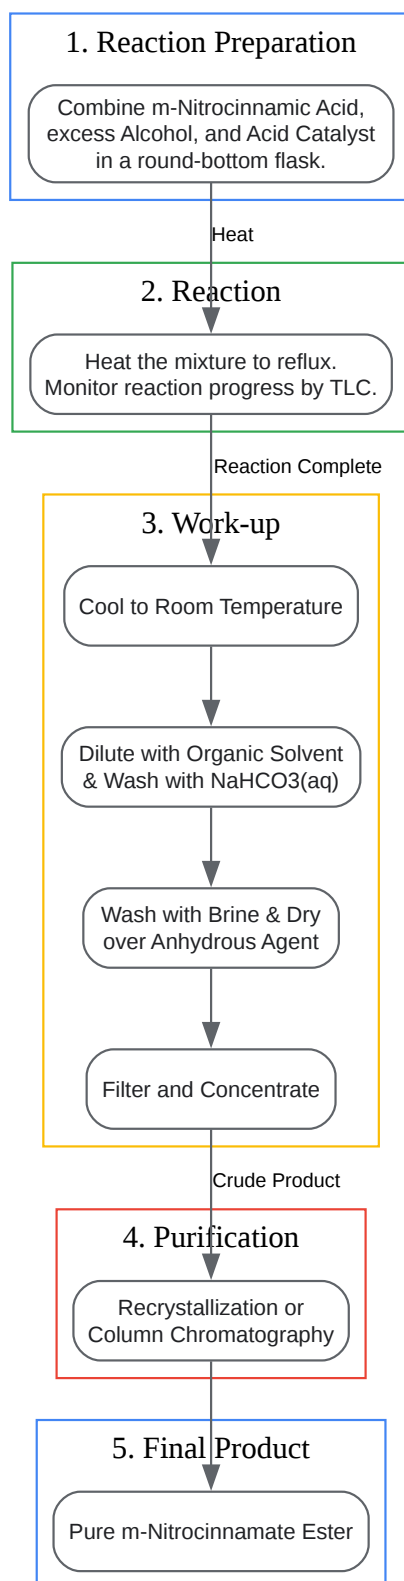 1. Reaction Preparation
Combine m-Nitrocinnamic Acid,
excess Alcohol, and Acid Catalyst
in a round-bottom flask.
Heat
2. Reaction
Heat the mixture to reflux.
Monitor reaction progress by TLC.
Reaction Complete
3. Work-up
Cool to Room Temperature
Dilute with Organic Solvent
& Wash with NaHCO3(aq)
Wash with Brine & Dry
over Anhydrous Agent
Filter and Concentrate
Crude Product
4. Purification
Recrystallization or
Column Chromatography
5. Final Product
Pure m-Nitrocinnamate Ester